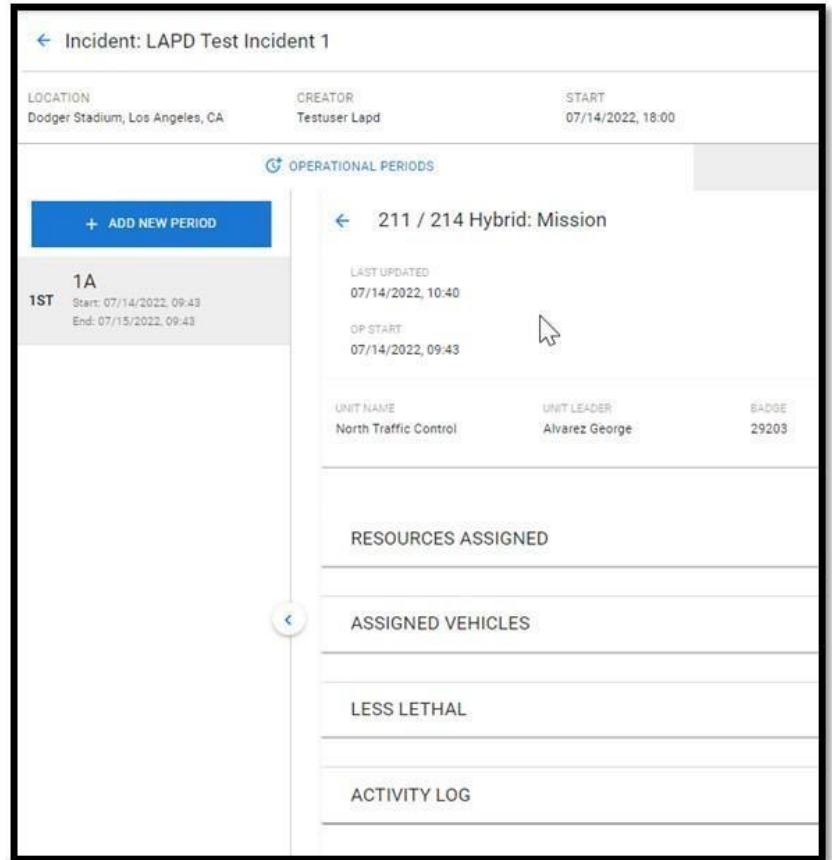 Incident: LAPD Test Incident 1
LOCATION CREATOR START
Dodger Stadium, Los Angeles, CA Testuser Lapd 07/14/2022, 18:00
OPERATIONAL PERIODS
+ ADD NEW PERIOD
1ST
1A
Start: 07/14/2022, 09:43
End: 07/15/2022, 09:43
211 / 214 Hybrid: Mission
LAST UPDATED
07/14/2022, 10:40
OP START
07/14/2022, 09:43
UNIT NAME UNIT LEADER BADGE
North Traffic Control Alvarez George 29203
RESOURCES ASSIGNED
ASSIGNED VEHICLES
LESS LETHAL
ACTIVITY LOG